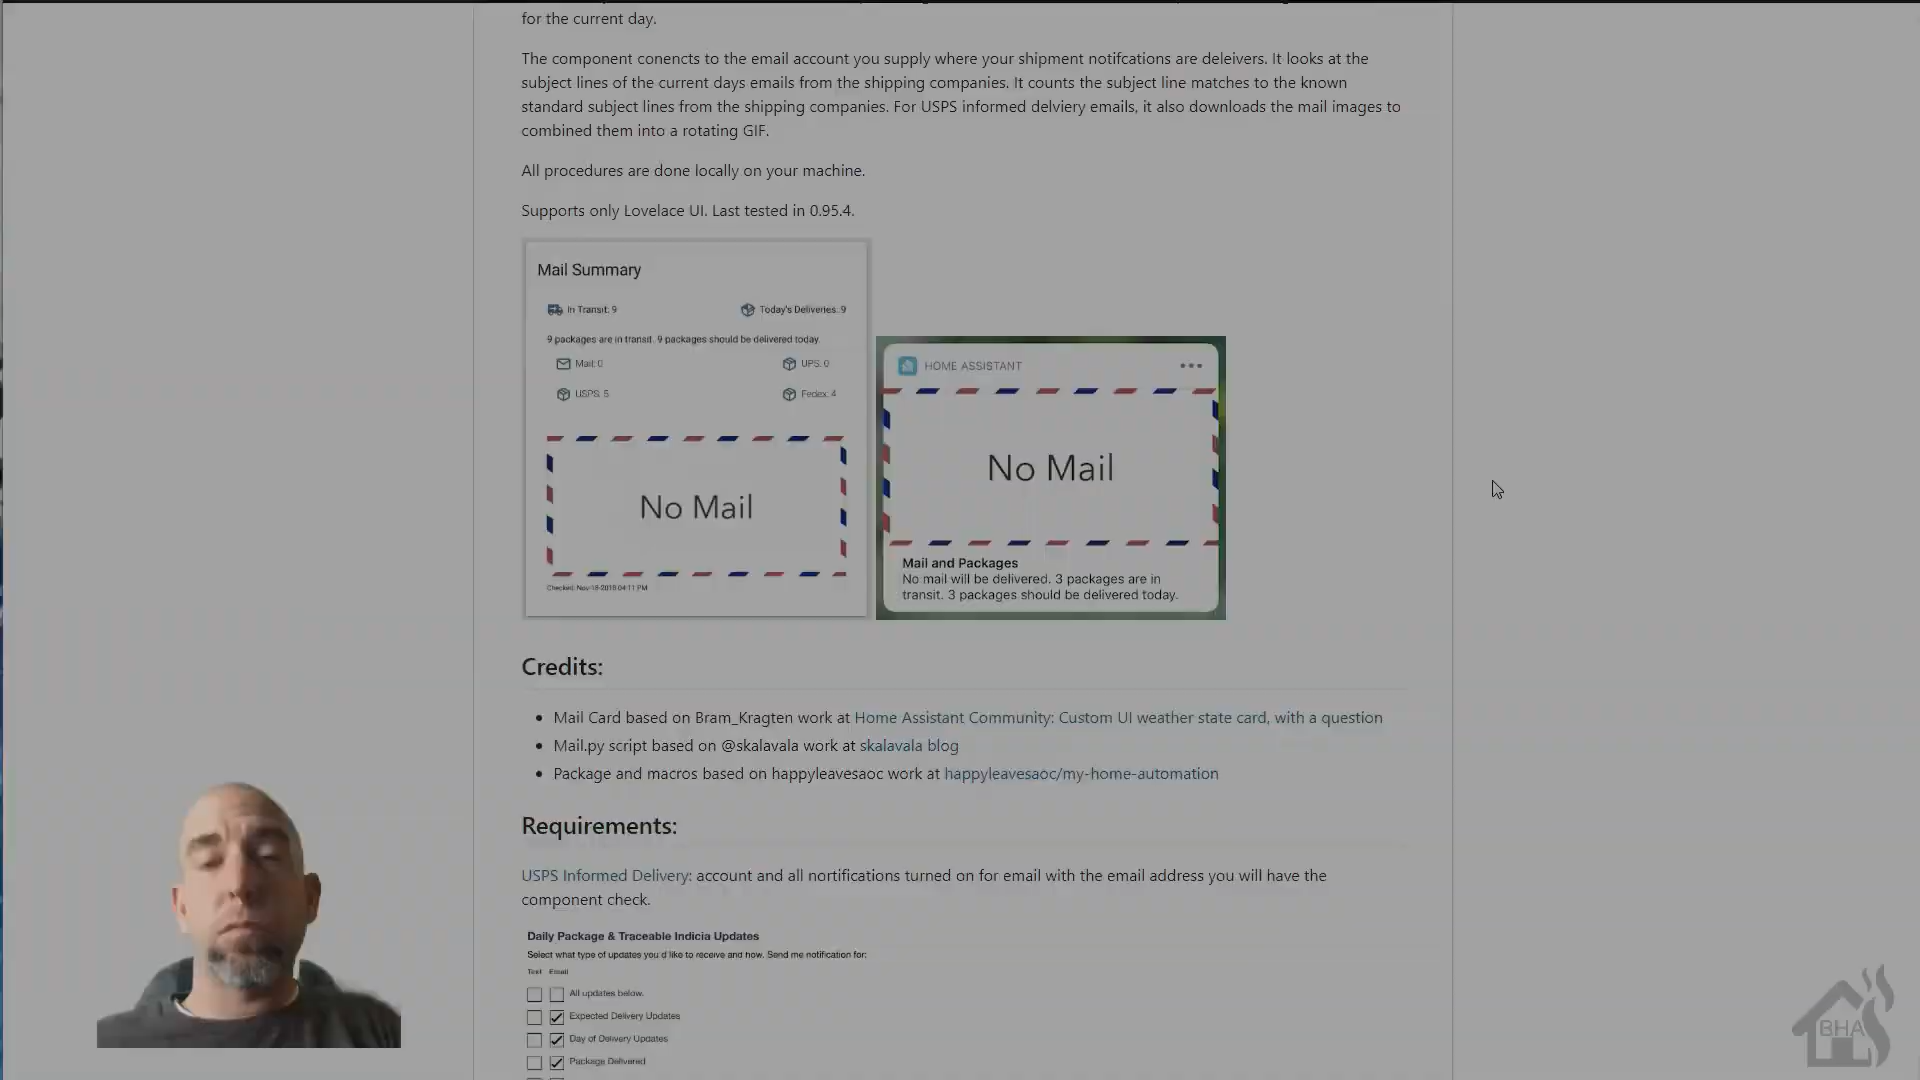 for the current day.
The component conencts to the email account you supply where your shipment notifcations are deleivers. It looks at the
subject lines of the current days emails from the shipping companies. It counts the subject line matches to the known
standard subject lines from the shipping companies. For USPS informed delviery emails, it also downloads the mail images to
combined them into a rotating GIF.
All procedures are done locally on your machine.
Supports only Lovelace UI. Last tested in 0.95.4.
Mail Summary
In Transit: 9
Today's Deliveries: 9
9 packages are in transit. 9 packages should be delivered today.
Mail: 0
UPS: 0
USPS: 5
Fedex: 4
No Mail
Checked: Nov-18-2018 04:11 PM
HOME ASSISTANT
No Mail
Mail and Packages
No mail will be delivered. 3 packages are in
transit. 3 packages should be delivered today.
Credits:
Mail Card based on Bram_Kragten work at Home Assistant Community: Custom UI weather state card, with a question
Mail.py script based on @skalavala work at skalavala blog
Package and macros based on happyleavesaoc work at happyleavesaoc/my-home-automation
Requirements:
USPS Informed Delivery: account and all nortifications turned on for email with the email address you will have the
component check.
Daily Package & Traceable Indicia Updates
Select what type of updates you'd like to receive and how. Send me notification for:
Text Email
All updates below.
Expected Delivery Updates
Day of Delivery Updates
Package Delivered
BHA